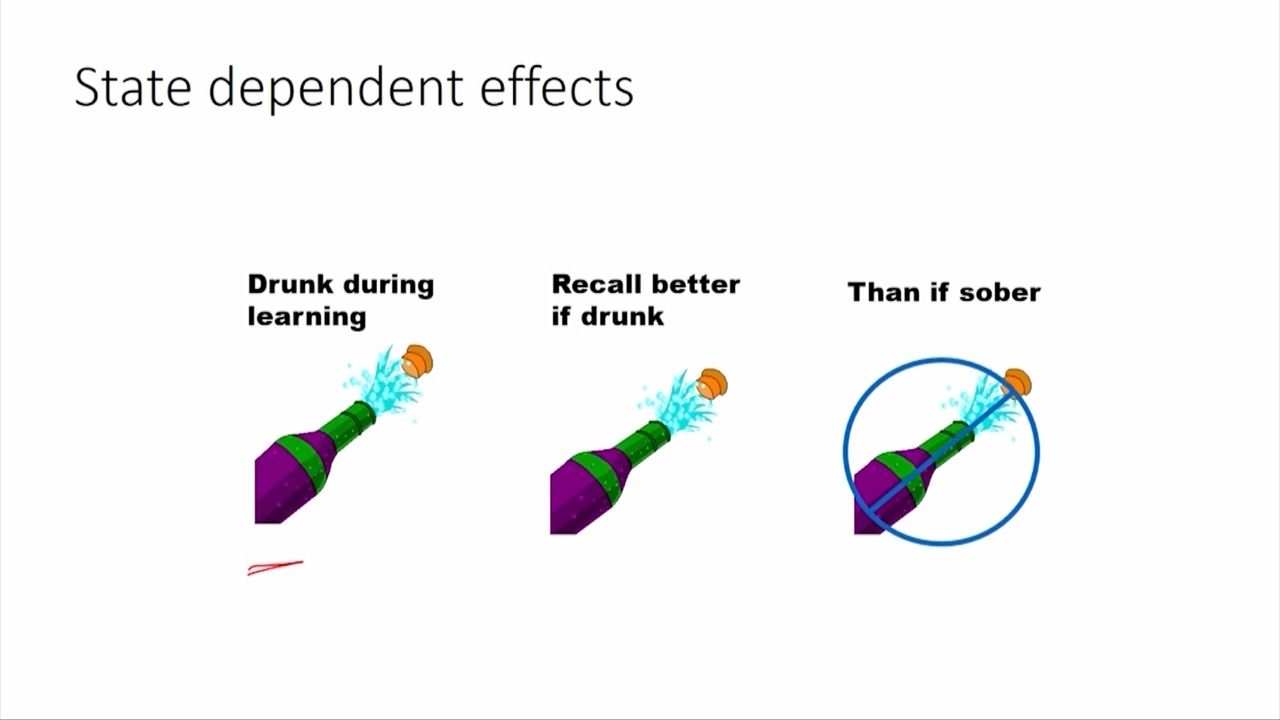 State dependent effects
Drunk during
learning
Recall better
if drunk
Than if sober